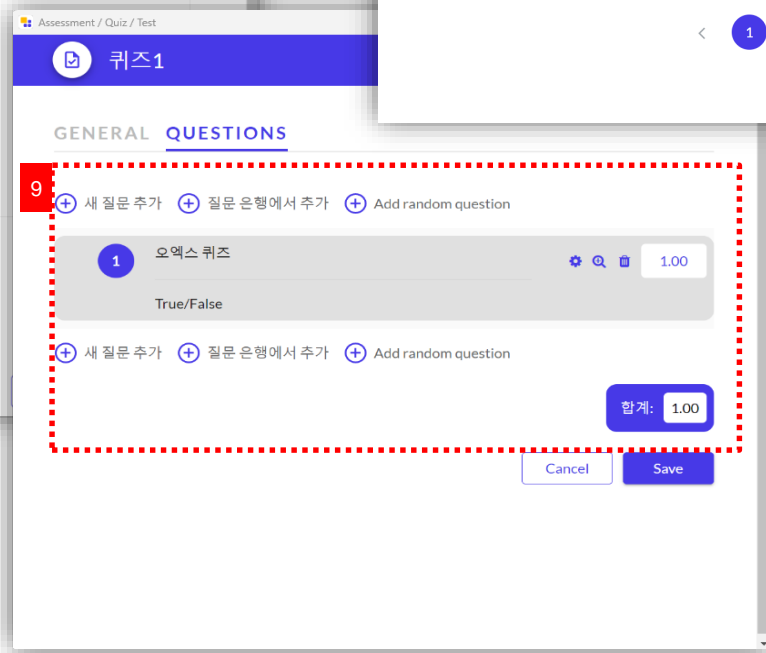 1
Assessment / Quiz / Test
퀴즈1
GENERAL QUESTIONS
9
새 질문 추가 질문 은행에서 추가 Add random question
1 오엑스 퀴즈 1.00
True/False
새 질문 추가 질문 은행에서 추가 Add random question
합계: 1.00
Cancel Save